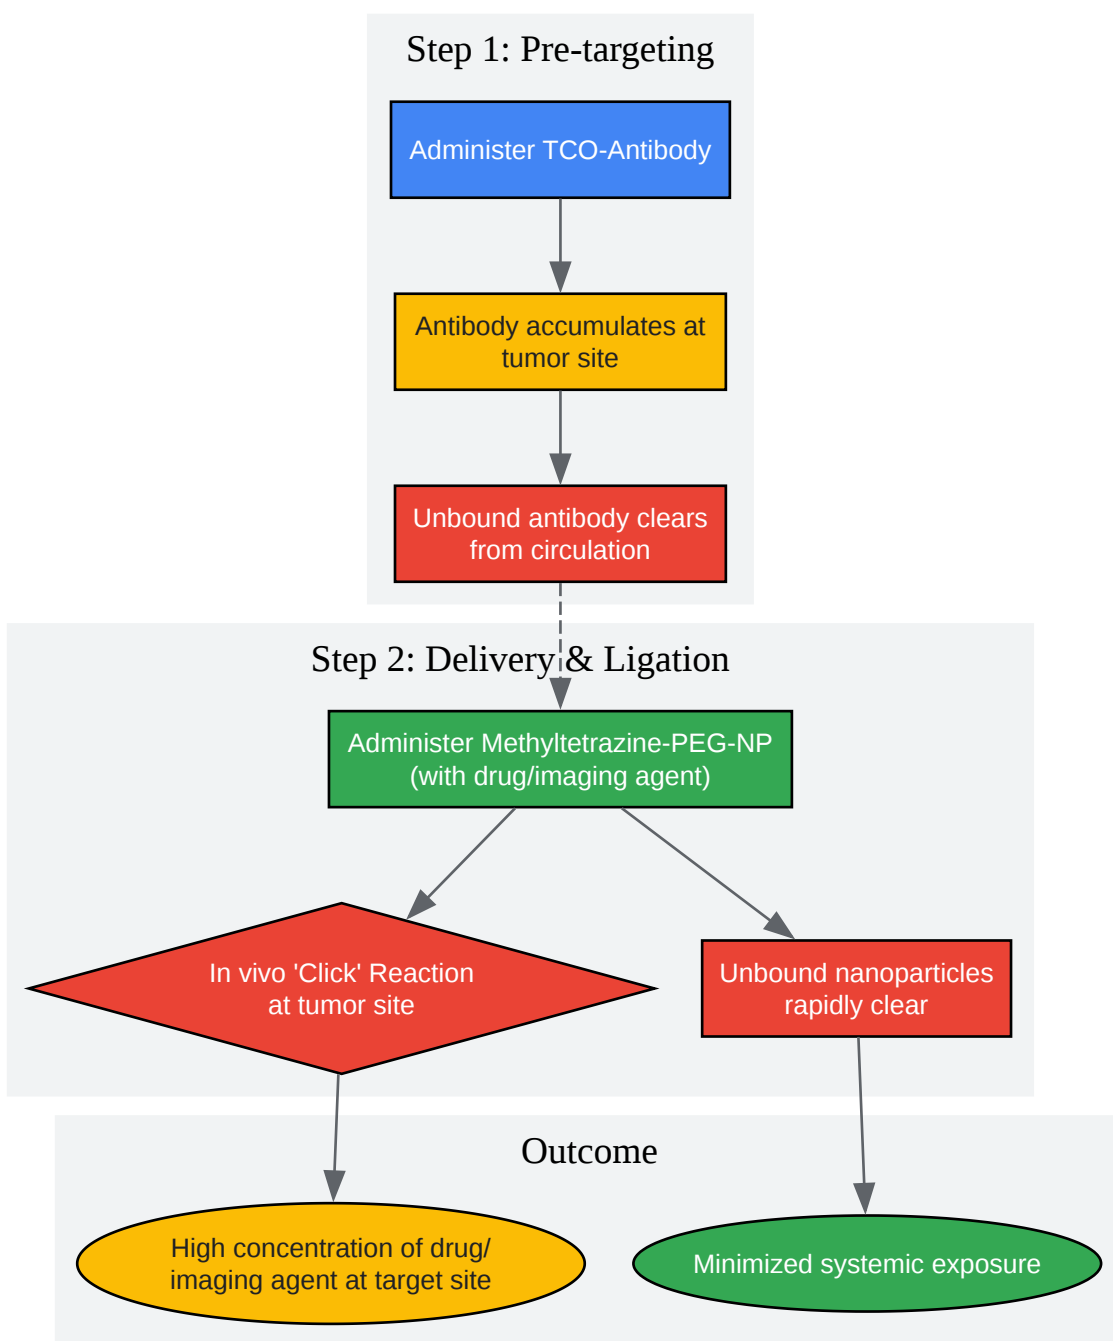 Step 1: Pre-targeting
Administer TCO-Antibody
Antibody accumulates at
tumor site
Unbound antibody clears
from circulation
Step 2: Delivery & Ligation
Administer Methyltetrazine-PEG-NP
(with drug/imaging agent)
In vivo 'Click' Reaction
at tumor site
Unbound nanoparticles
rapidly clear
Outcome
High concentration of drug/
imaging agent at target site
Minimized systemic exposure